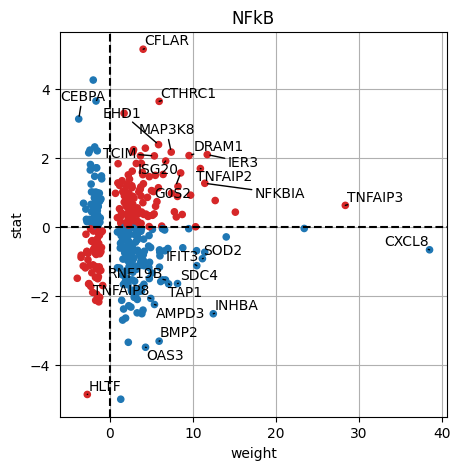 NFkB
CFLAR
CEBPA
CTHRC1
EHD1
MAP3K8
TCIM
DRAM1
IER3
ISG20
TNFAIP2
G0S2
NFKBIA
TNFAIP3
CXCL8
IFIT3
SOD2
RNF19B
SDC4
TNFAIP8
TAP1
AMPD3
INHBA
BMP2
OAS3
HLTF
stat
4
2
0
−2
−4
0
10
20
30
40
weight